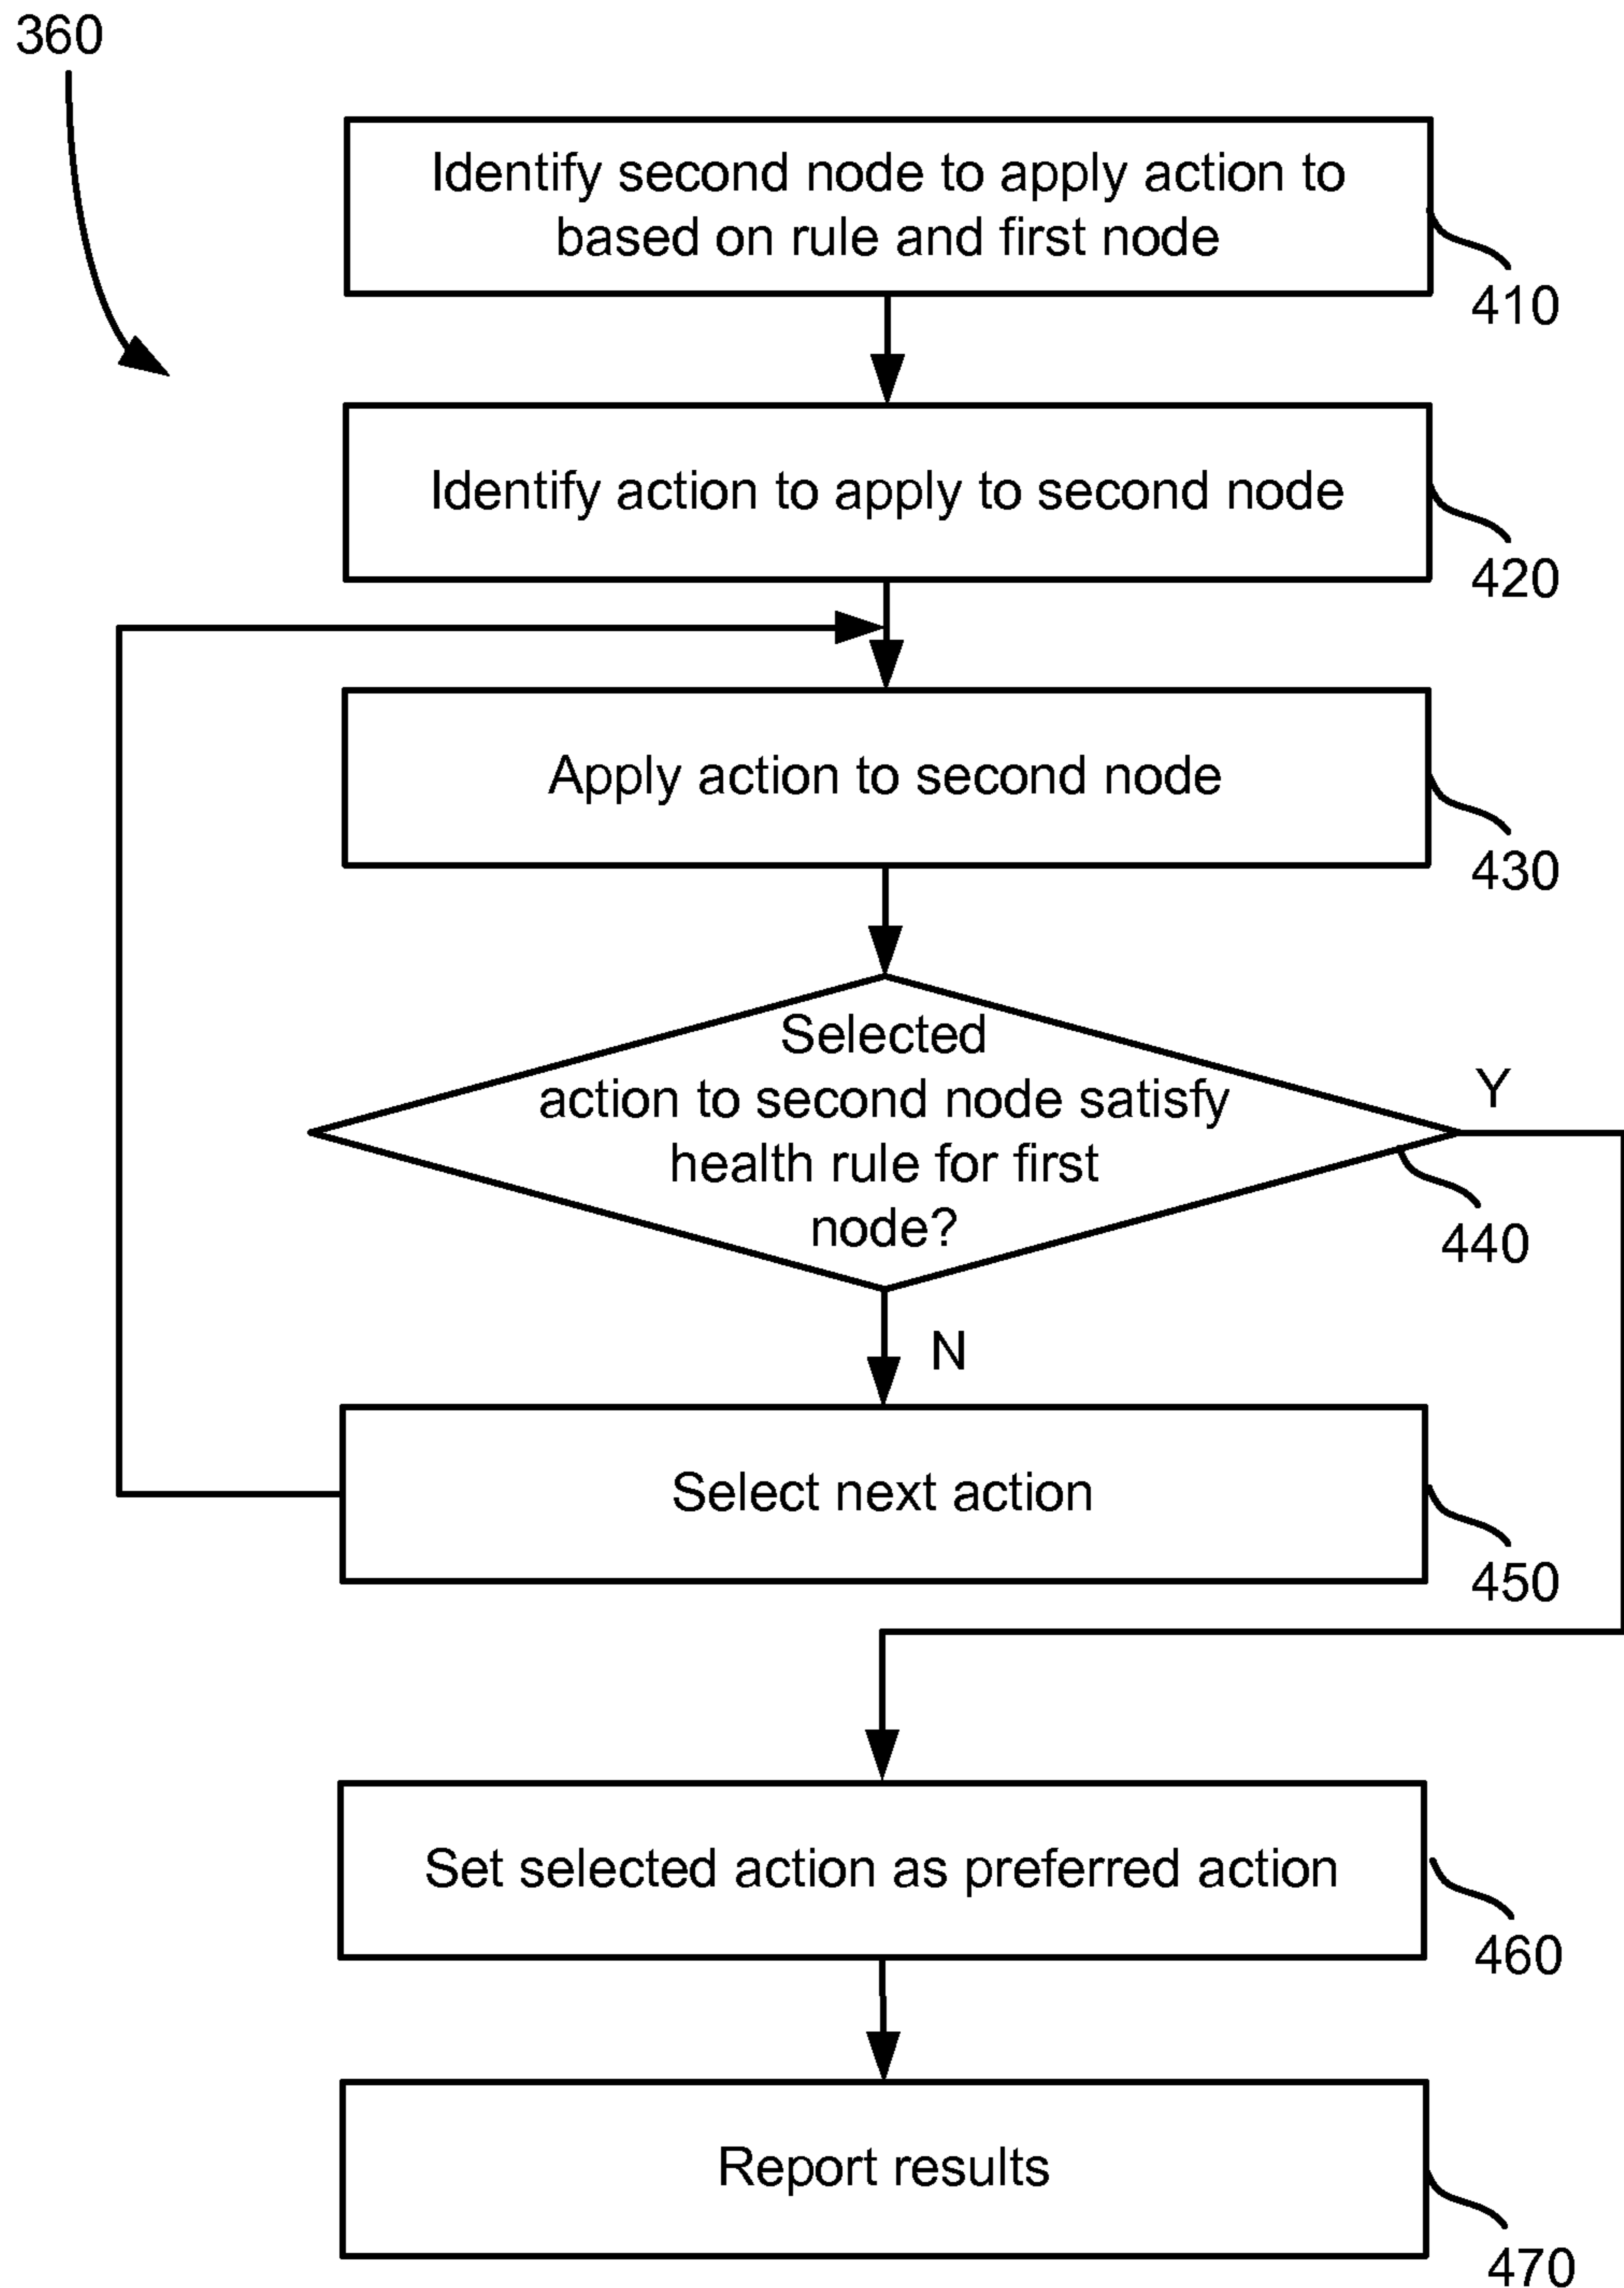 360
Identify second node to apply action to
based on rule and first node
410
Identify action to apply to second node
420
Apply action to second node
430
Selected
action to second node satisfy
health rule for first
node?
Y
440
N
Select next action
450
Set selected action as preferred action
460
Report results
470